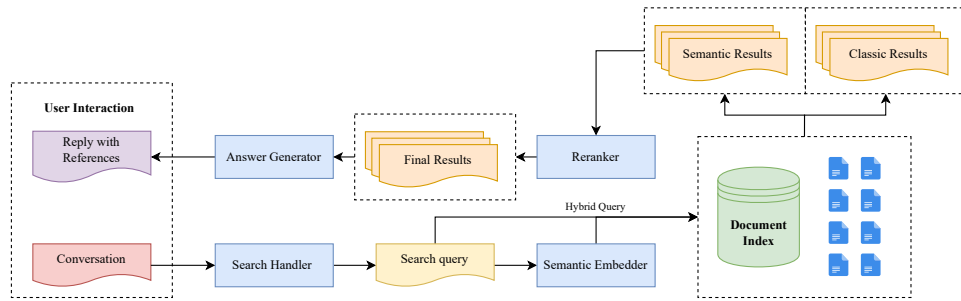 Semantic Results
Classic Results
User Interaction
Reply with
References
Answer Generator
Final Results
Reranker
Hybrid Query
Document
Index
Conversation
Search Handler
Search query
Semantic Embedder